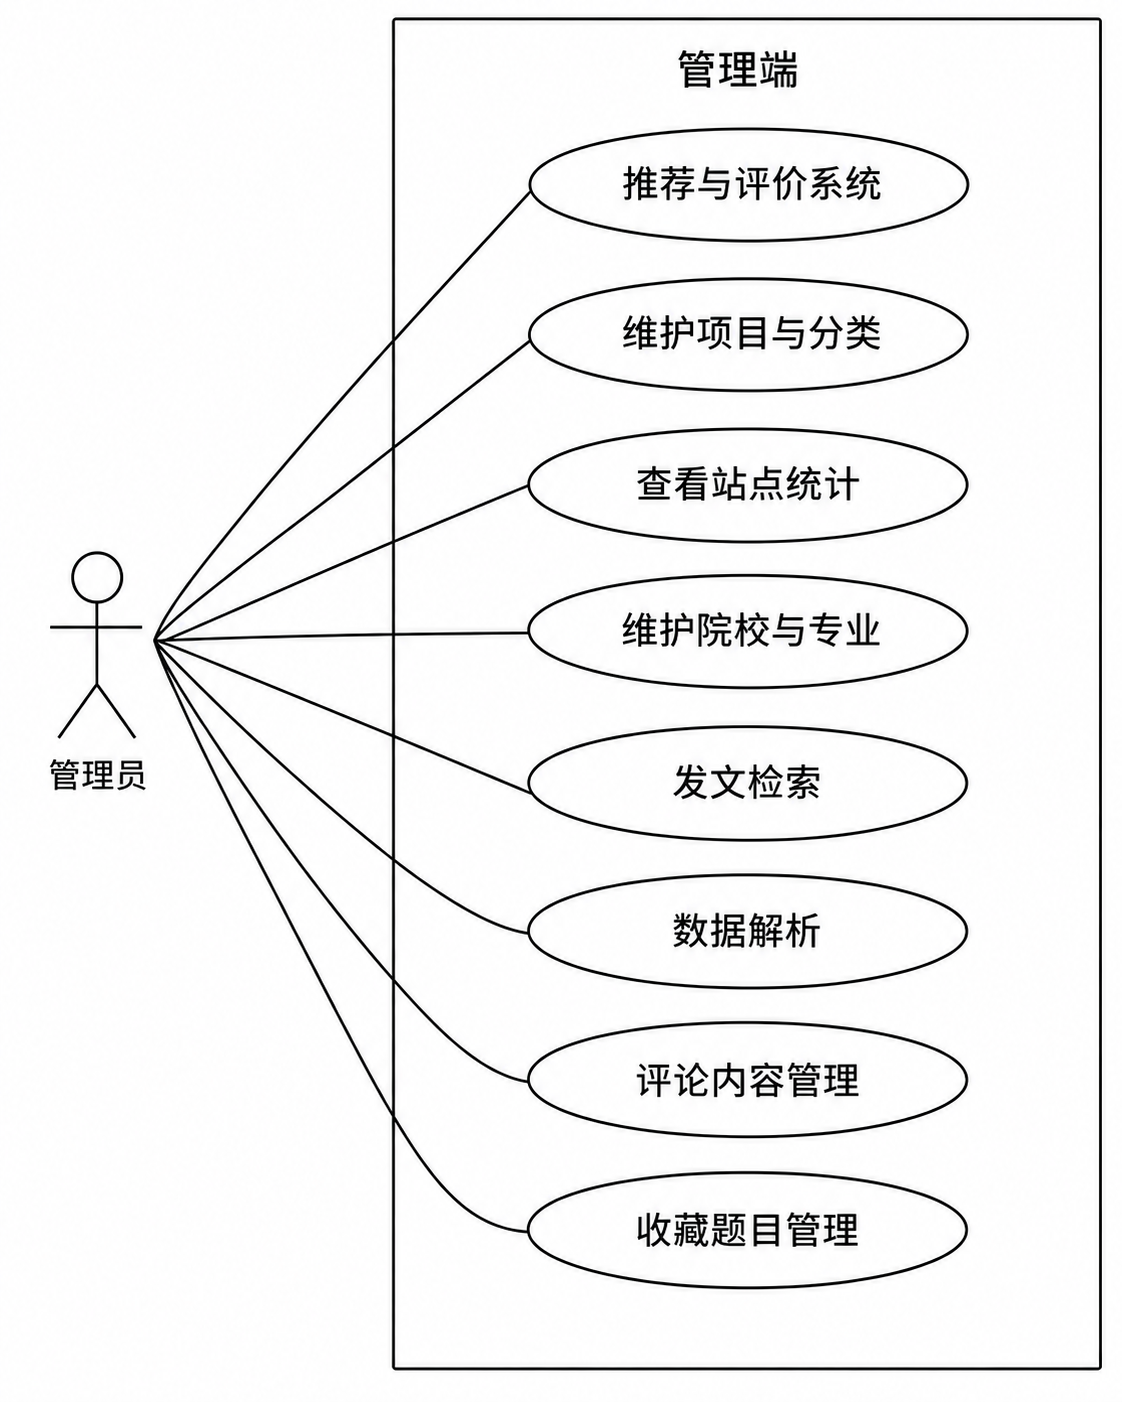 管理端
推荐与评价系统
维护项目与分类
查看站点统计
维护院校与专业
管理员
发文检索
数据解析
评论内容管理
收藏题目管理